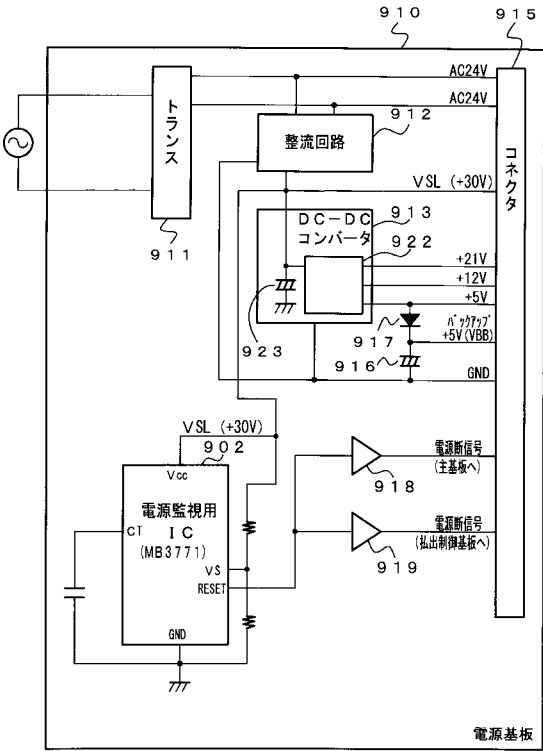 910
915
AC24V
AC24V
トランス
911
整流回路
912
コネクタ
VSL (+30V)
DC-DC
コンバータ
913
922
923
+21V
+12V
+5V
917
バックアップ
+5V(VBB)
916
GND
VSL (+30V)
902
Vcc
電源監視用
IC
(MB3771)
CT
VS
RESET
GND
電源断信号
(主基板へ)
918
電源断信号
(払出制御基板へ)
919
電源基板